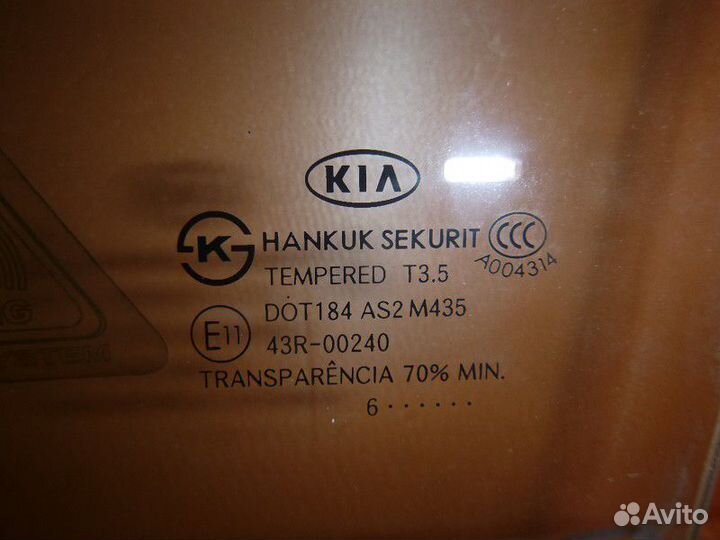 KIA
KS HANKUK SEKURIT CCC
A004314
TEMPERED T3.5
DOT184 AS2 M435
E11
43R-00240
TRANSPARÊNCIA 70% MIN.
6 · · · · · ·
Avito